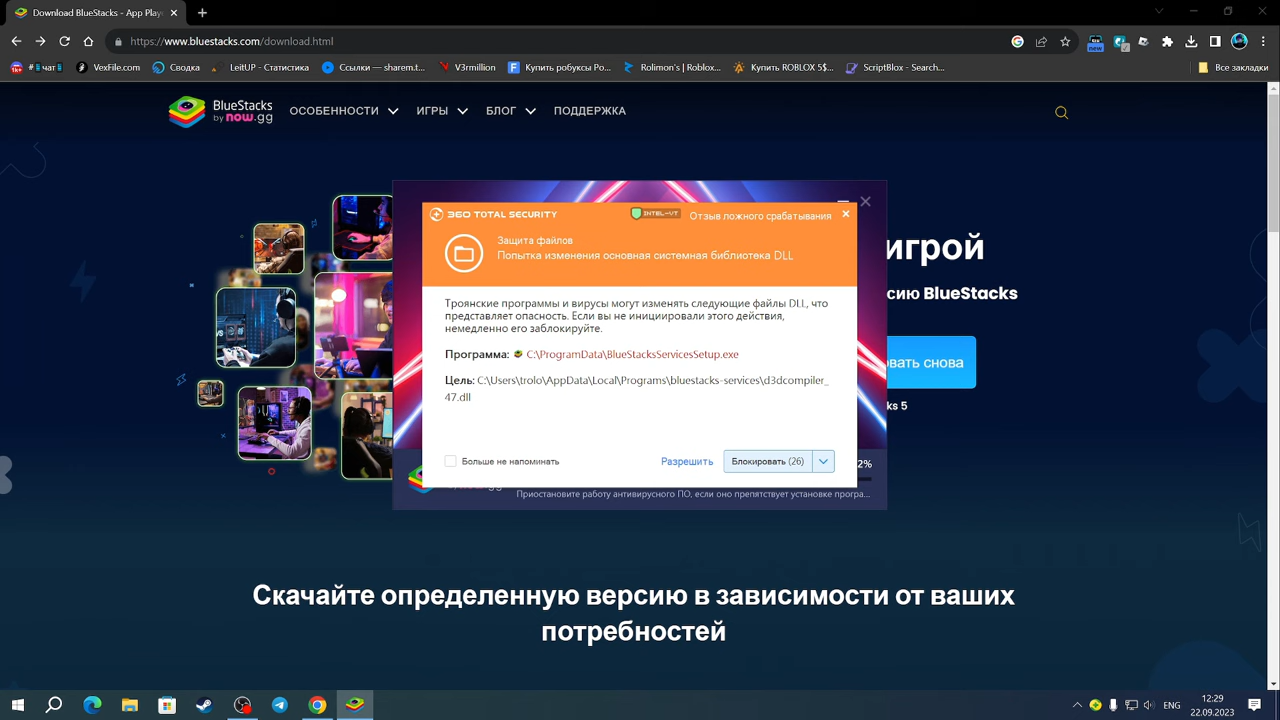 Download BlueStacks - App Play
https://www.bluestacks.com/download.html
new
VexFile.com
Сводка
LeitUP - Статистика
Ссылки — sharem.t...
V3rmillion
Купить робуксы Ро...
Rolimon's | Roblox...
Купить ROBLOX 5$...
ScriptBlox - Search...
Все закладки
BlueStacks
by now.gg
ОСОБЕННОСТИ
ИГРЫ
БЛОГ
ПОДДЕРЖКА
игрой
сию BlueStacks
вать снова
ks 5
360 TOTAL SECURITY
INTEL-VT
Отзыв ложного срабатывания
Защита файлов
Попытка изменения основная системная библиотека DLL
Троянские программы и вирусы могут изменять следующие файлы DLL, что
представляет опасность. Если вы не инициировали этого действия,
немедленно его заблокируйте.
Программа: C:\ProgramData\BlueStacksServicesSetup.exe
Цель: C:\Users\trolo\AppData\Local\Programs\bluestacks-services\d3dcompiler_
47.dll
Больше не напоминать
Разрешить
Блокировать (26)
2%
Приостановите работу антивирусного ПО, если оно препятствует установке програ...
Скачайте определенную версию в зависимости от ваших
потребностей
ENG
12:29
22.09.2023